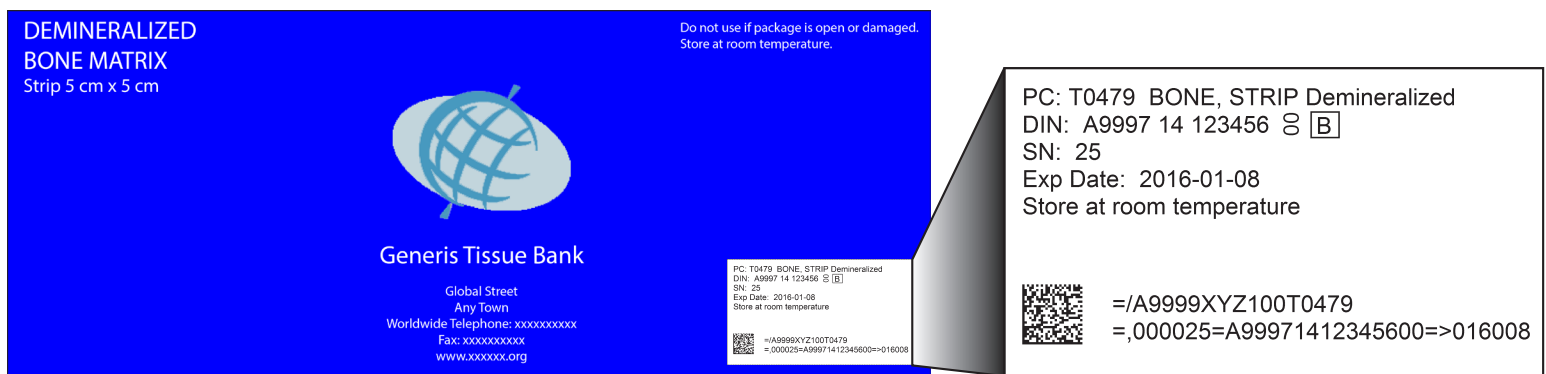 DEMINERALIZED
BONE MATRIX
Strip 5 cm x 5 cm
Do not use if package is open or damaged.
Store at room temperature.
Generis Tissue Bank
Global Street
Any Town
Worldwide Telephone: xxxxxxxxxx
Fax: xxxxxxxxxx
www.xxxxxx.org
PC: T0479 BONE, STRIP Demineralized
DIN: A9997 14 123456 00 B
SN: 25
Exp Date: 2016-01-08
Store at room temperature
=/A9999XYZ100T0479
=,000025=A99971412345600=>016008
PC: T0479 BONE, STRIP Demineralized
DIN: A9997 14 123456 00 B
SN: 25
Exp Date: 2016-01-08
Store at room temperature
=/A9999XYZ100T0479
=,000025=A99971412345600=>016008